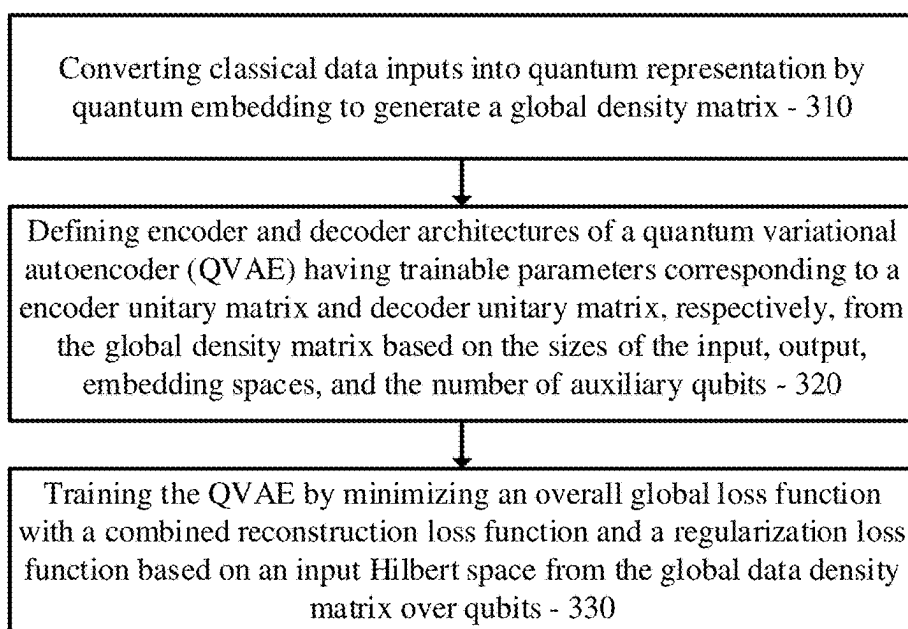 Converting classical data inputs into quantum representation by
quantum embedding to generate a global density matrix - 310
Defining encoder and decoder architectures of a quantum variational
autoencoder (QVAE) having trainable parameters corresponding to a
encoder unitary matrix and decoder unitary matrix, respectively, from
the global density matrix based on the sizes of the input, output,
embedding spaces, and the number of auxiliary qubits - 320
Training the QVAE by minimizing an overall global loss function
with a combined reconstruction loss function and a regularization loss
function based on an input Hilbert space from the global data density
matrix over qubits - 330